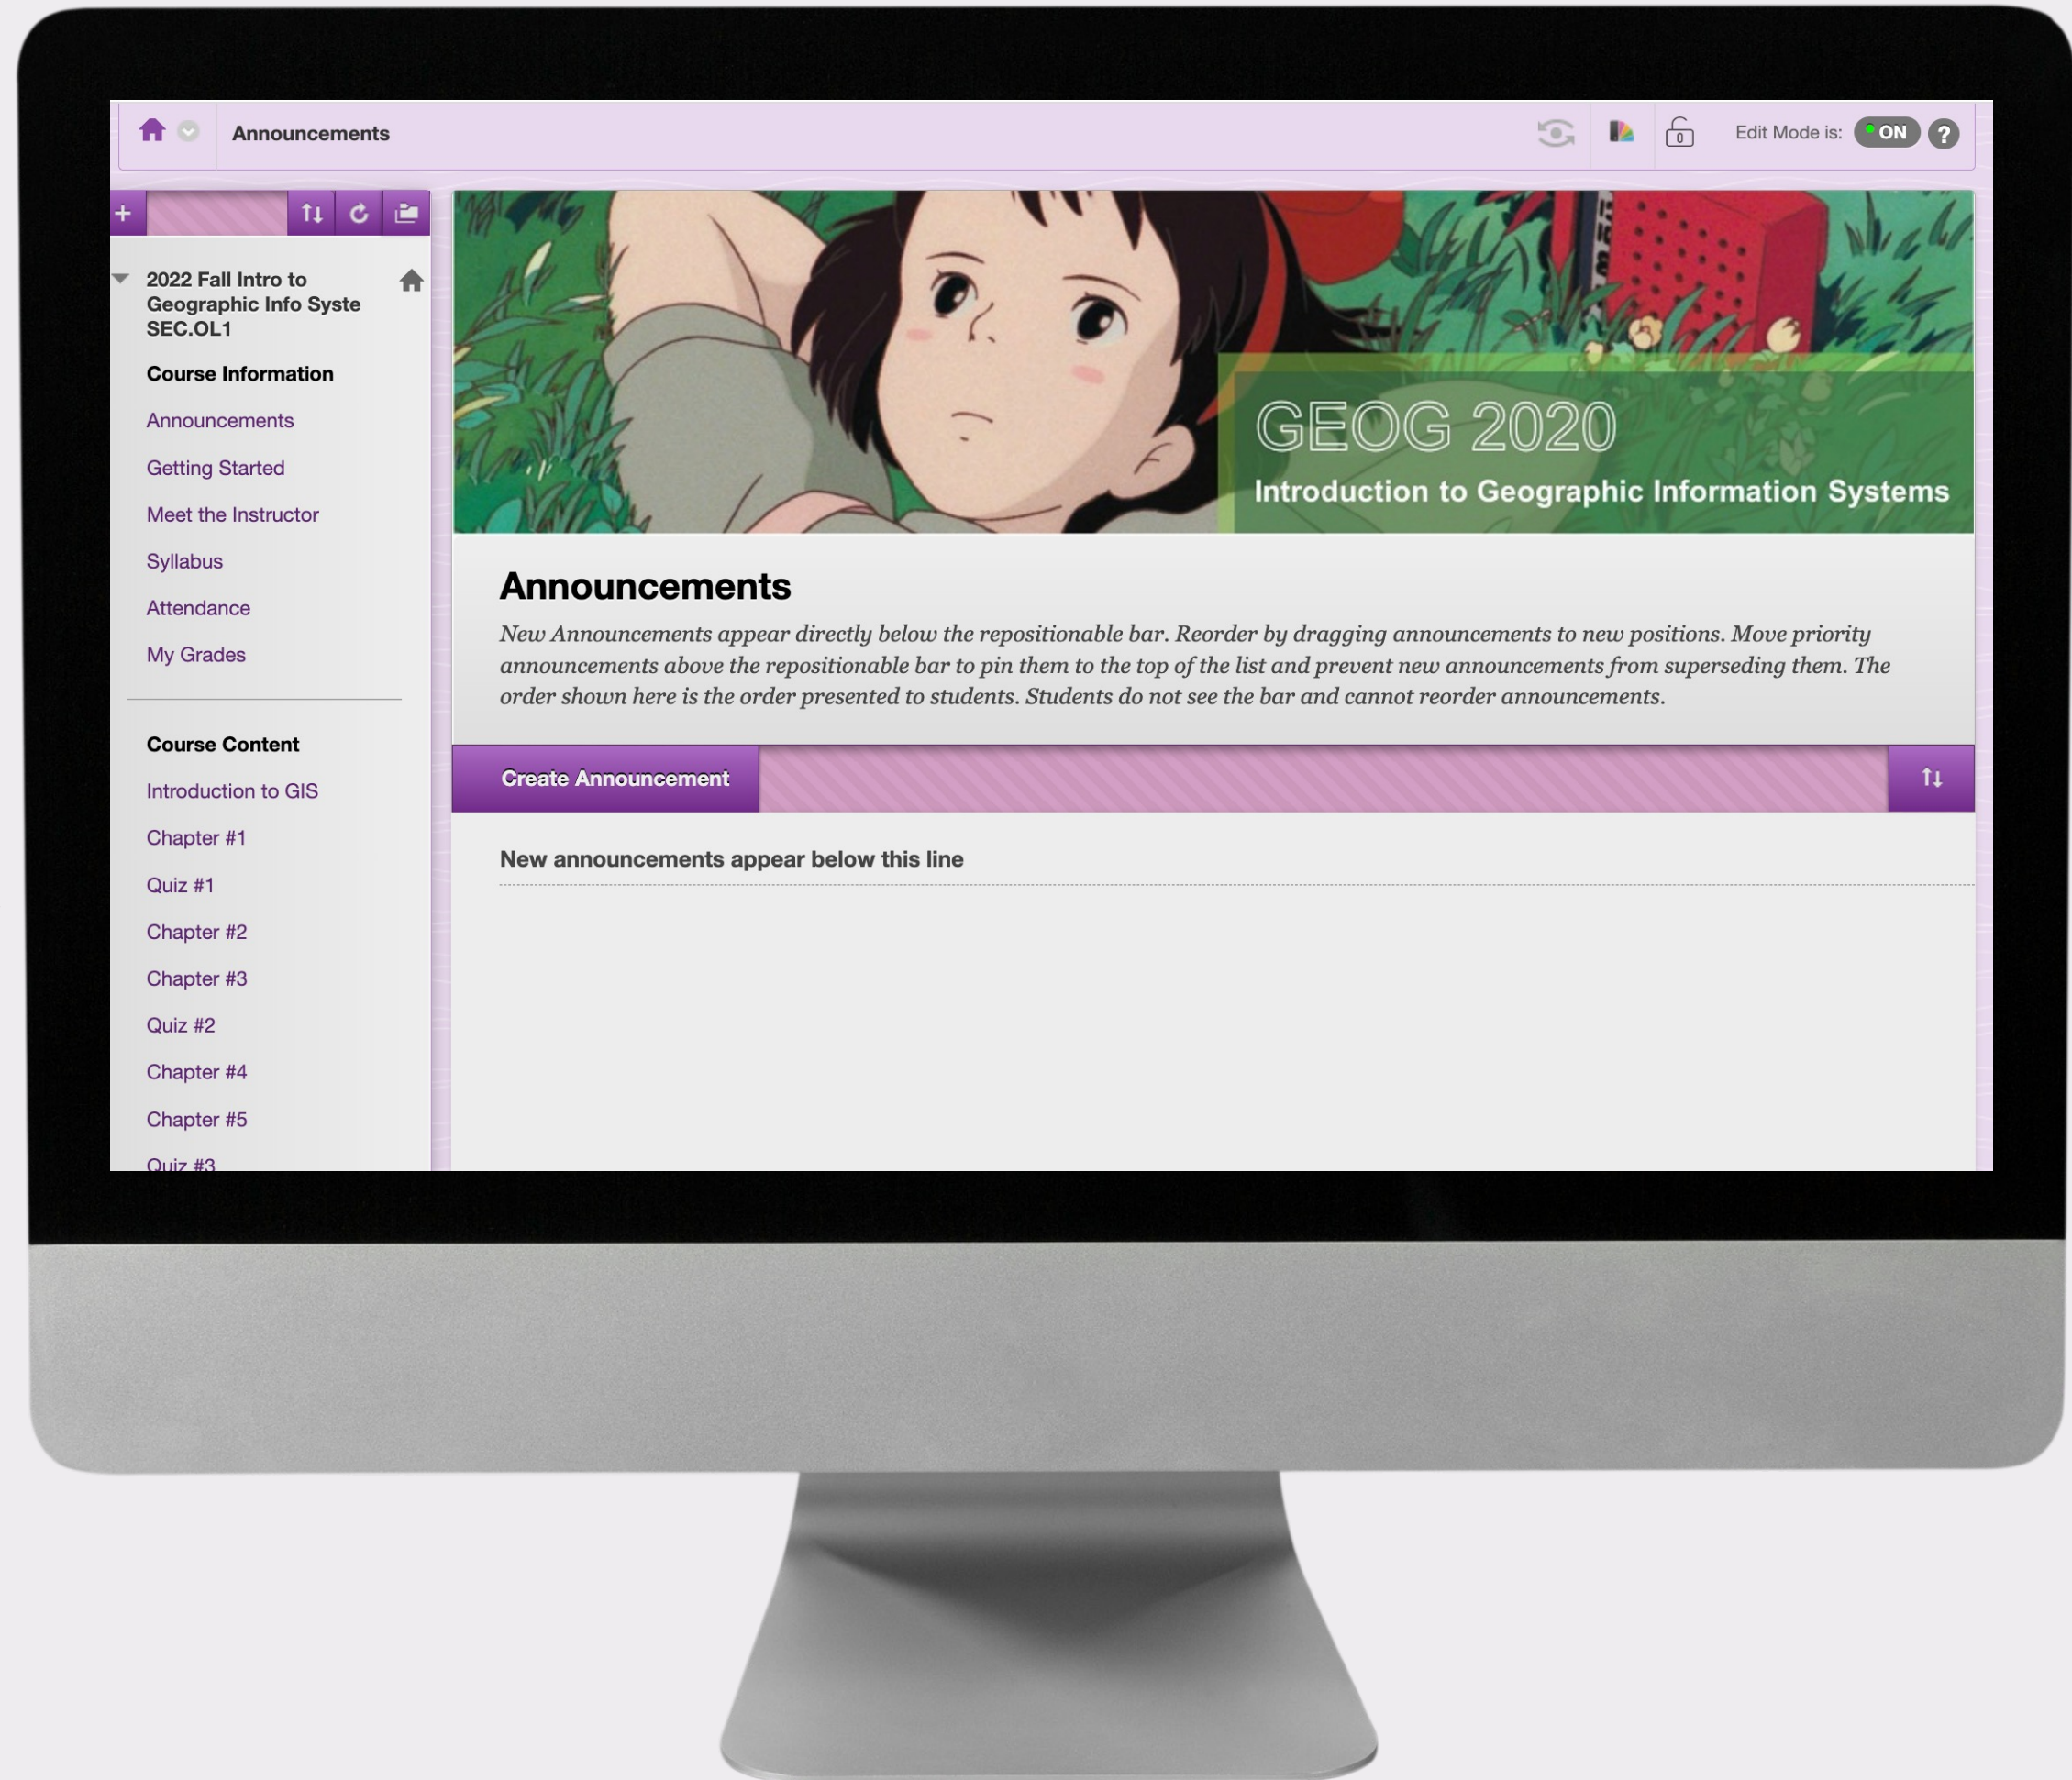 Announcements
Edit Mode is:
ON
?
2022 Fall Intro to
Geographic Info Syste
SEC.OL1
Course Information
Announcements
Getting Started
Meet the Instructor
Syllabus
Attendance
My Grades
Course Content
Introduction to GIS
Chapter #1
Quiz #1
Chapter #2
Chapter #3
Quiz #2
Chapter #4
Chapter #5
Quiz #3
GEOG 2020
Introduction to Geographic Information Systems
Announcements
New Announcements appear directly below the repositionable bar. Reorder by dragging announcements to new positions. Move priority
announcements above the repositionable bar to pin them to the top of the list and prevent new announcements from superseding them. The
order shown here is the order presented to students. Students do not see the bar and cannot reorder announcements.
Create Announcement
New announcements appear below this line